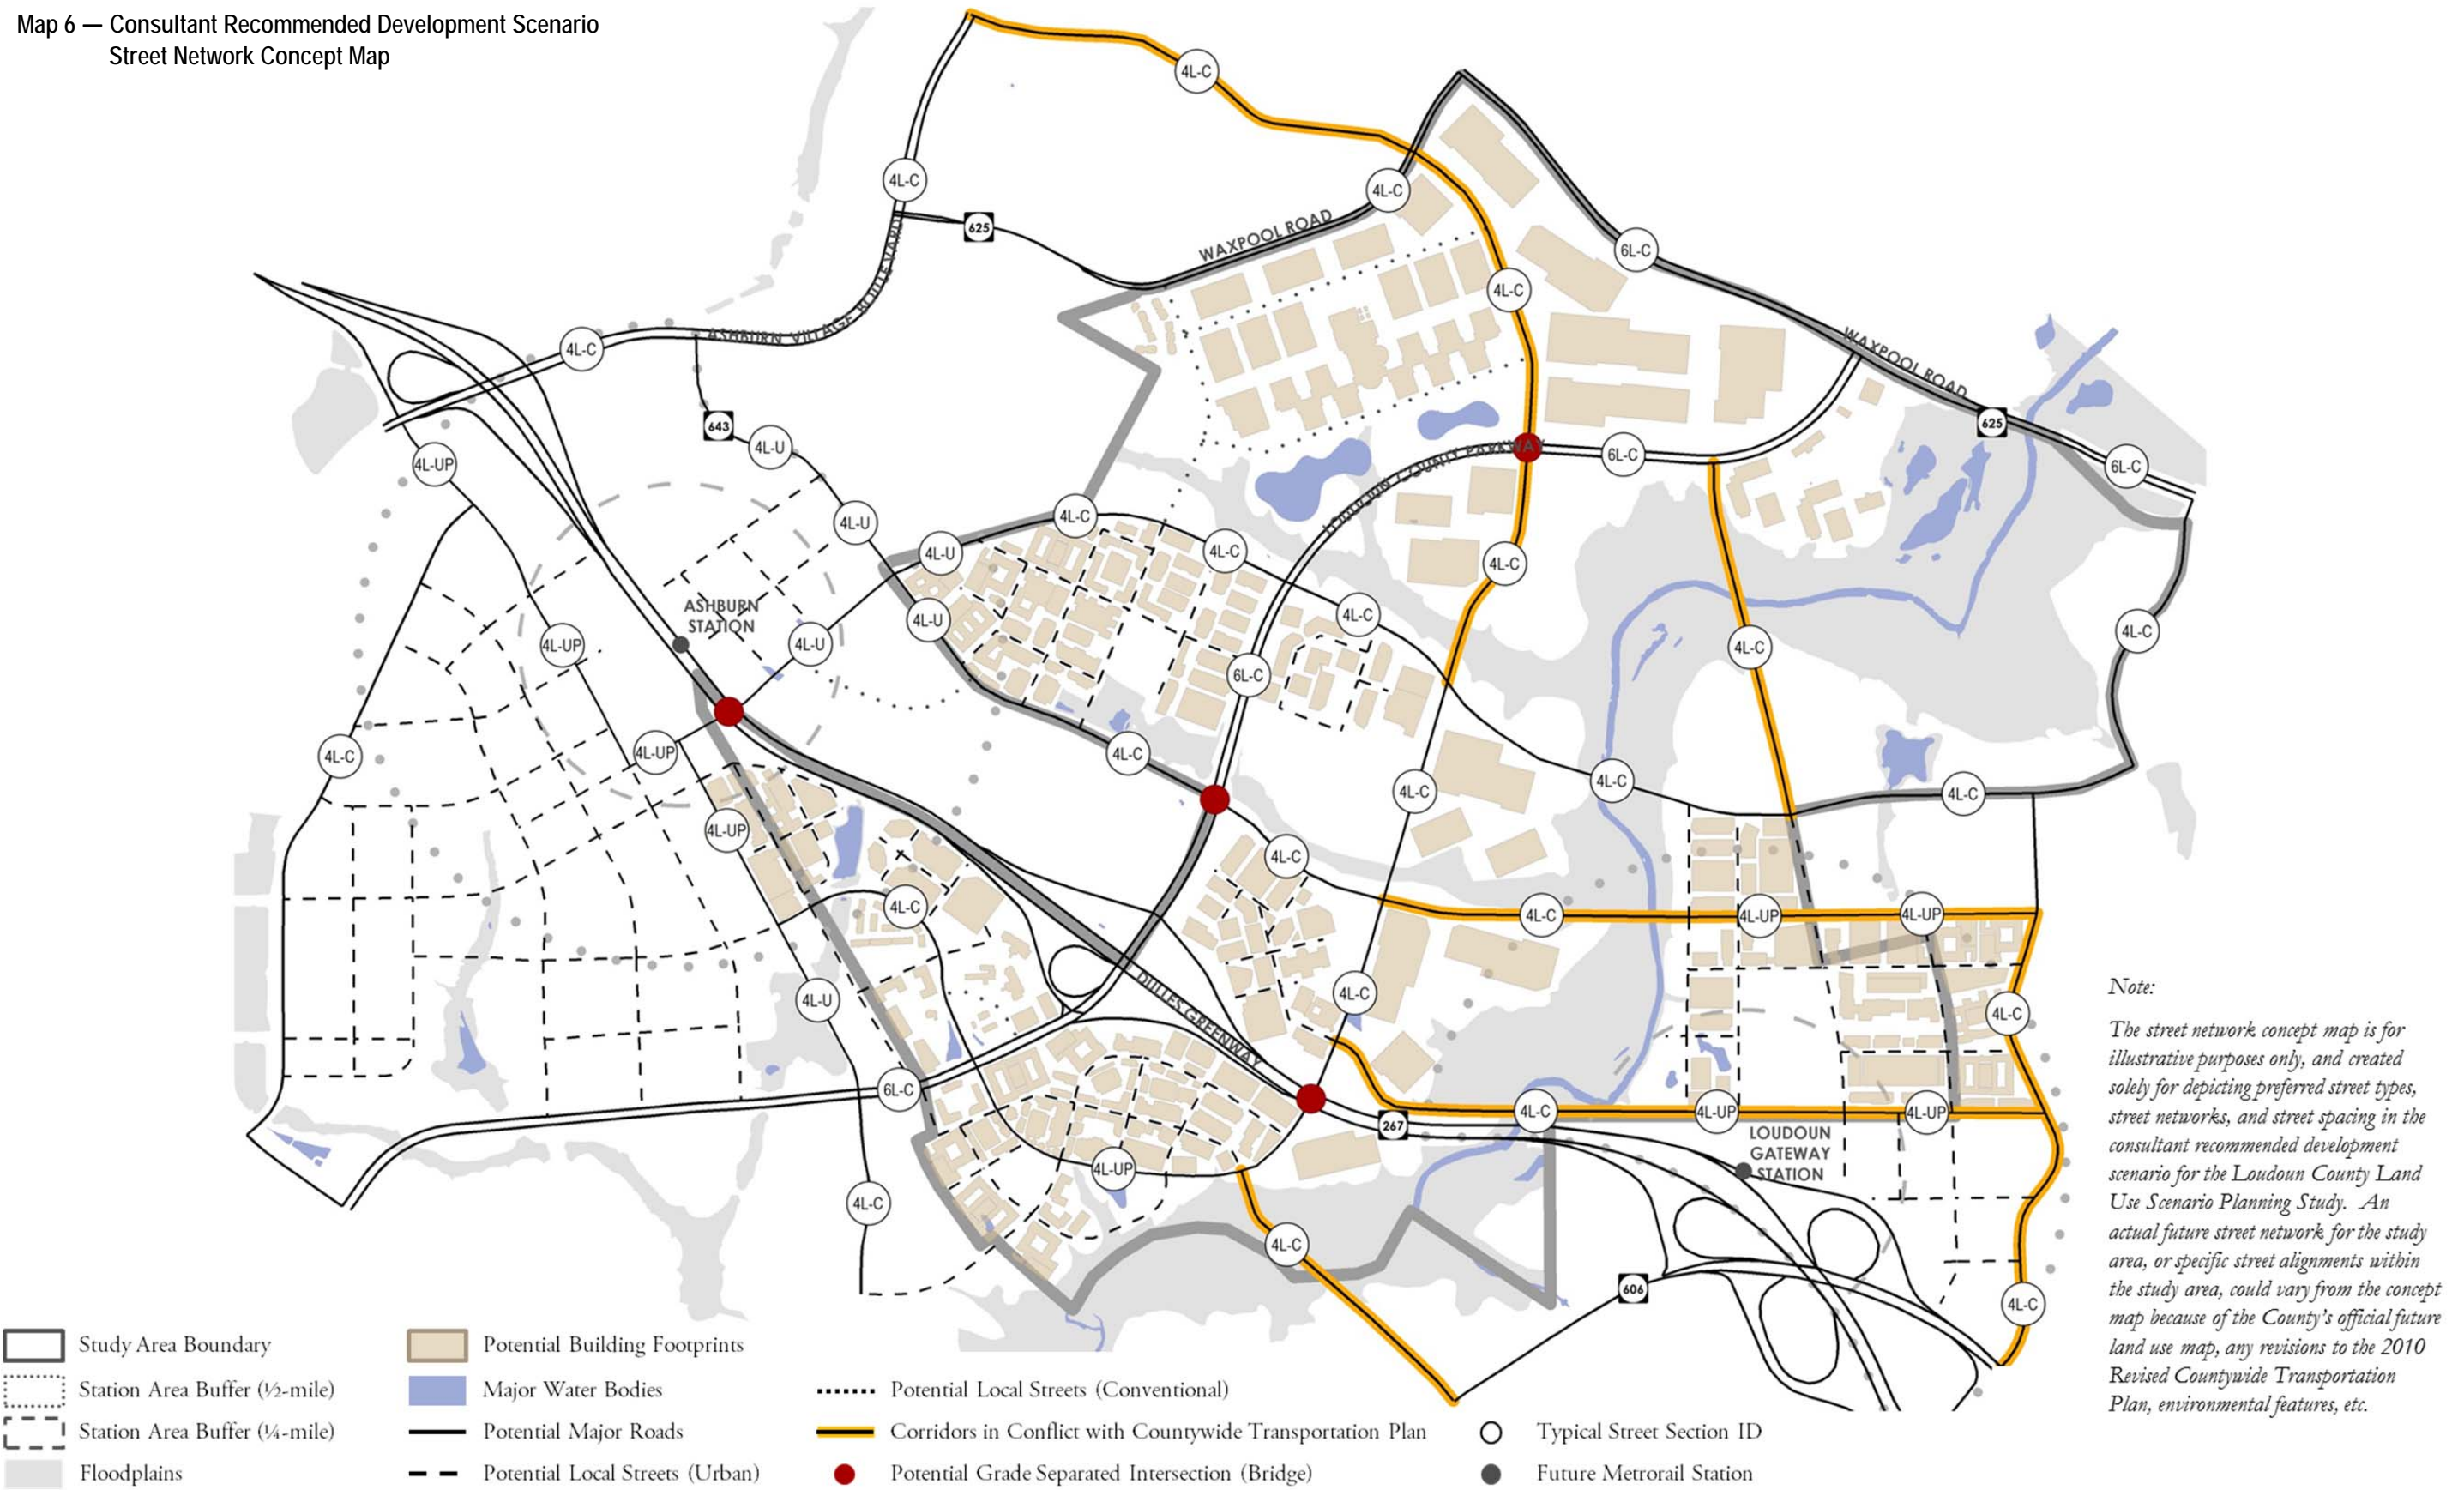 Map 6 — Consultant Recommended Development Scenario
Street Network Concept Map
4L-C
4L-C
4L-C
625
WAXPOOL ROAD
6L-C
4L-C
ASHBURN VILLAGE BOULEVARD
4L-C
WAXPOOL ROAD
625
643
4L-U
LOUDOUN COUNTY PARKWAY
6L-C
4L-UP
6L-C
4L-U
4L-C
4L-U
4L-C
4L-C
ASHBURN
STATION
4L-C
4L-U
4L-C
4L-UP
4L-U
4L-C
6L-C
4L-C
4L-UP
4L-C
4L-C
4L-C
4L-C
4L-UP
4L-C
4L-C
4L-C
4L-UP
4L-UP
DULLES GREENWAY
4L-C
4L-U
4L-C
6L-C
267
4L-C
4L-UP
4L-UP
LOUDOUN
GATEWAY
STATION
4L-UP
4L-C
4L-C
606
4L-C
Note:
The street network concept map is for
illustrative purposes only, and created
solely for depicting preferred street types,
street networks, and street spacing in the
consultant recommended development
scenario for the Loudoun County Land
Use Scenario Planning Study. An
actual future street network for the study
area, or specific street alignments within
the study area, could vary from the concept
map because of the County's official future
land use map, any revisions to the 2010
Revised Countywide Transportation
Plan, environmental features, etc.
Study Area Boundary
Station Area Buffer (½-mile)
Station Area Buffer (¼-mile)
Floodplains
Potential Building Footprints
Major Water Bodies
Potential Major Roads
Potential Local Streets (Urban)
Potential Local Streets (Conventional)
Corridors in Conflict with Countywide Transportation Plan
Potential Grade Separated Intersection (Bridge)
Typical Street Section ID
Future Metrorail Station